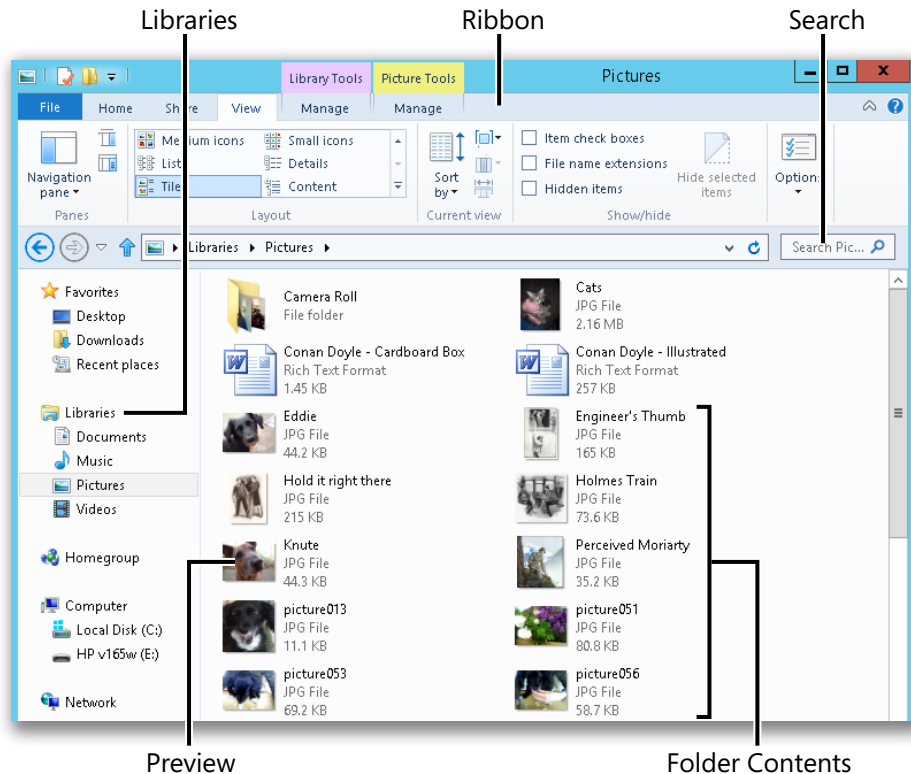 Libraries Ribbon Search
Library Tools Picture Tools Pictures
File Home Share View Manage Manage
Medium icons Small icons
List Details
Tiles Content
Navigation pane
Sort by
Item check boxes
File name extensions
Hidden items
Hide selected items
Options
Panes Layout Current view Show/hide
Libraries Pictures Search Pic...
Favorites
Desktop
Downloads
Recent places
Libraries
Documents
Music
Pictures
Videos
Homegroup
Computer
Local Disk (C:)
HP v165w (E:)
Network
Camera Roll
File folder
Cats
JPG File
2.16 MB
Conan Doyle - Cardboard Box
Rich Text Format
1.45 KB
Conan Doyle - Illustrated
Rich Text Format
257 KB
Eddie
JPG File
44.2 KB
Engineer's Thumb
JPG File
165 KB
Hold it right there
JPG File
215 KB
Holmes Train
JPG File
73.6 KB
Knute
JPG File
44.3 KB
Perceived Moriarty
JPG File
35.2 KB
picture013
JPG File
11.1 KB
picture051
JPG File
80.8 KB
picture053
JPG File
69.2 KB
picture056
JPG File
58.7 KB
Preview Folder Contents